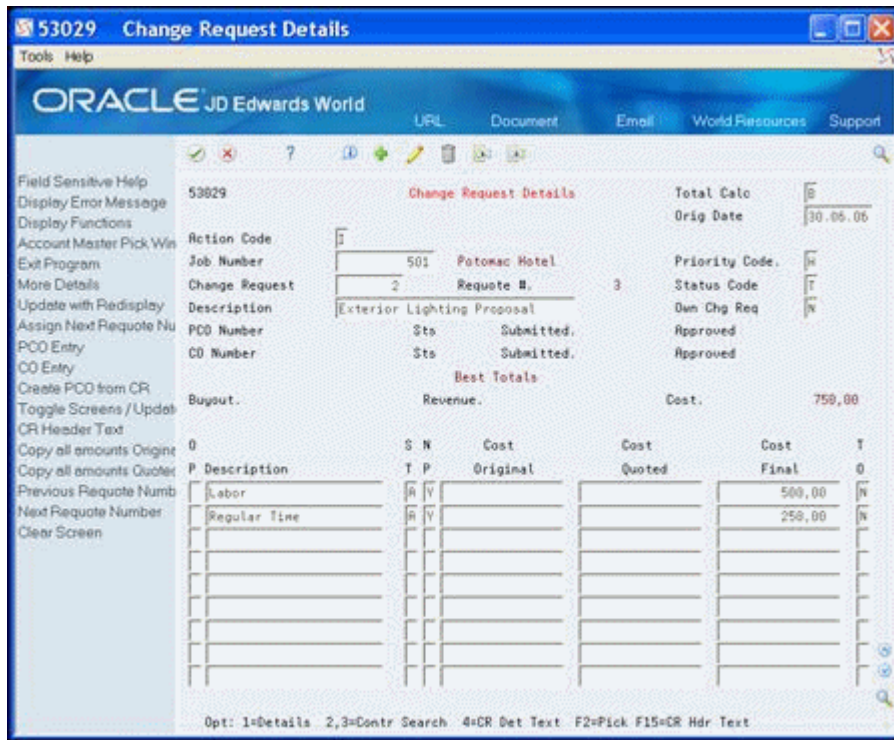 53029 Change Request Details
Tools Help
ORACLE JD Edwards World
URL Document Email World Resources Support
Field Sensitive Help
Display Error Message
Display Functions
Account Master Pick Win
Exit Program
More Details
Update with Redisplay
Assign Next Requote Nu
PCO Entry
CO Entry
Create PCO from CR
Toggle Screens / Updat
CR Header Text
Copy all amounts Origina
Copy all amounts Quoted
Previous Requote Numb
Next Requote Number
Clear Screen
53029 Change Request Details Total Calc B
Orig Date 30.06.06
Action Code I
Job Number 501 Potomac Hotel Priority Code. H
Change Request 2 Requote #. 3 Status Code T
Description Exterior Lighting Proposal Own Chg Req N
PCO Number Sts Submitted. Approved
CO Number Sts Submitted. Approved
Best Totals
Buyout. Revenue. Cost. 750,00
O S N Cost Cost Cost T
P Description T P Original Quoted Final O
Labor A Y 500,00 N
Regular Time A Y 250,00 N
Opt: 1=Details 2,3=Contr Search 4=CR Det Text F2=Pick F15=CR Hdr Text